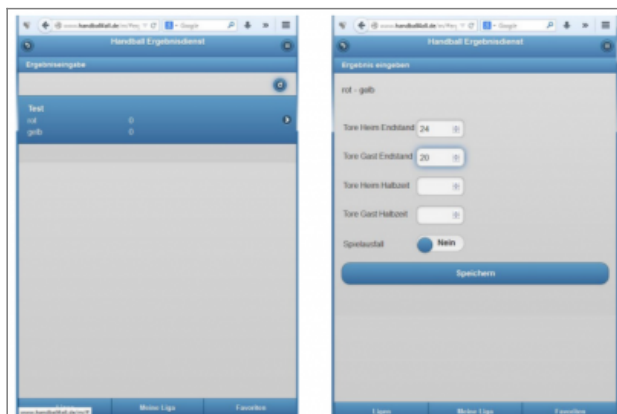 Handball Ergebnisdienst
Ergebniseingabe
Test
rot 0
gelb 0
Meine Liga
Favoriten
Google
Handball Ergebnisdienst
Ergebnis eingeben
rot - gelb
Tore Heim Endstand 24
Tore Gast Endstand 20
Tore Heim Halbzeit
Tore Gast Halbzeit
Spielausfall Nein
Speichern
Ligen
Meine Liga
Favoriten